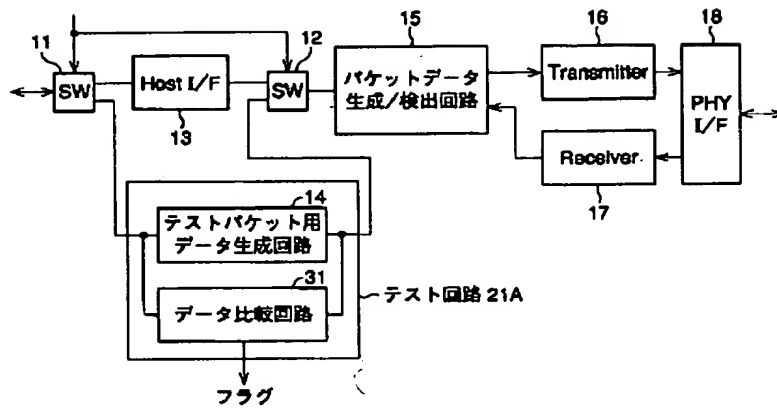 11
SW
Host I/F
13
12
SW
15
パケットデータ
生成/検出回路
16
Transmitter
Receiver
17
18
PHY
I/F
14
テストパケット用
データ生成回路
31
データ比較回路
テスト回路 21A
フラグ